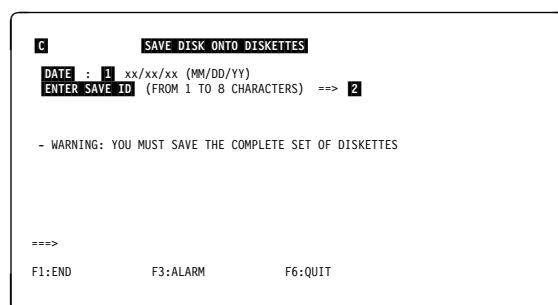 C SAVE DISK ONTO DISKETTES
DATE : 1 xx/xx/xx (MM/DD/YY)
ENTER SAVE ID (FROM 1 TO 8 CHARACTERS) ==> 2
- WARNING: YOU MUST SAVE THE COMPLETE SET OF DISKETTES
===>
F1:END F3:ALARM F6:QUIT